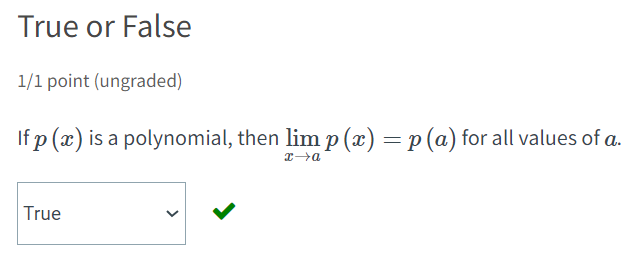 True or False
1/1 point (ungraded)
If p (x) is a polynomial, then lim x→a p (x) = p (a) for all values of a.
True